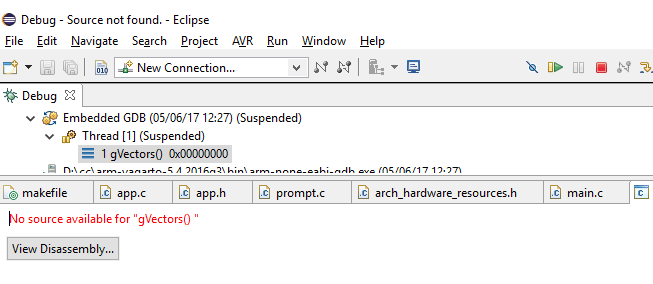 Debug - Source not found. - Eclipse
File Edit Navigate Search Project AVR Run Window Help
010 New Connection...
Debug
Embedded GDB (05/06/17 12:27) (Suspended)
Thread [1] (Suspended)
1 gVectors() 0x00000000
D:\cc\arm-yagarto-5.4.2016q3\bin\arm-none-eabi-gdb.exe (05/06/17 12:27)
makefile app.c app.h prompt.c arch_hardware_resources.h main.c
No source available for "gVectors() "
View Disassembly...